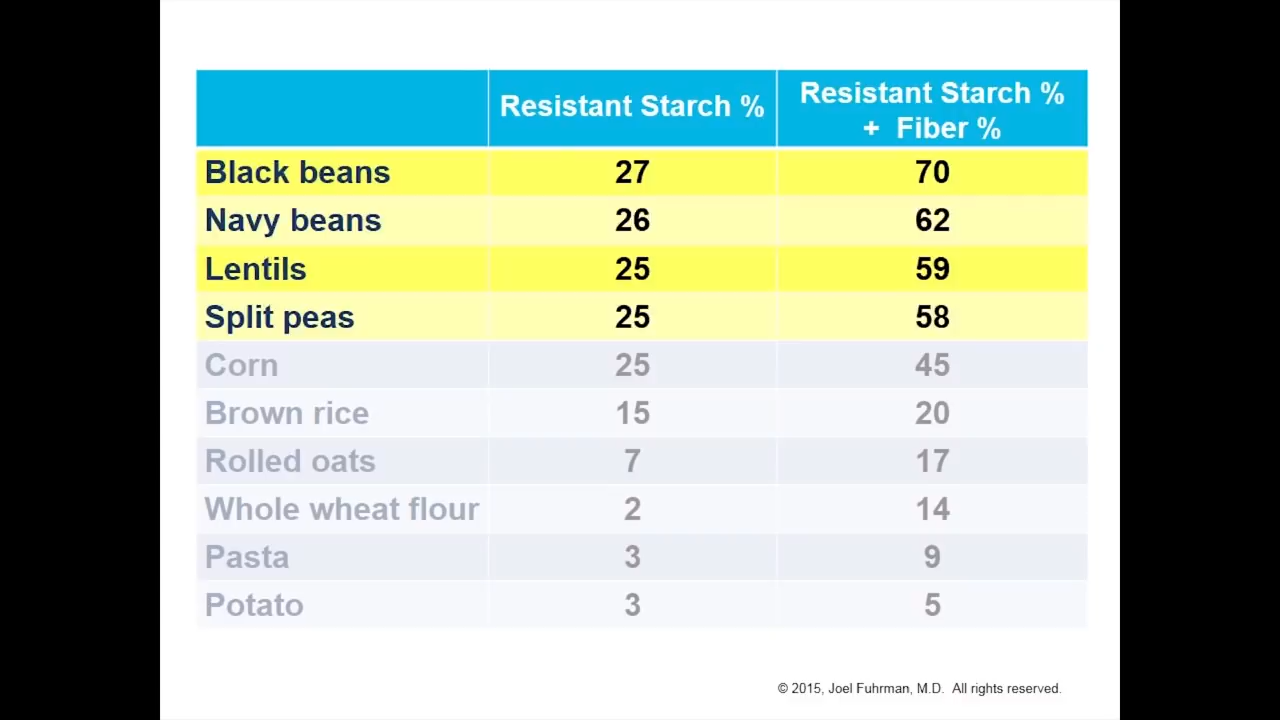 Resistant Starch %
Resistant Starch %
+ Fiber %
Black beans 27 70
Navy beans 26 62
Lentils 25 59
Split peas 25 58
Corn 25 45
Brown rice 15 20
Rolled oats 7 17
Whole wheat flour 2 14
Pasta 3 9
Potato 3 5
© 2015, Joel Fuhrman, M.D. All rights reserved.